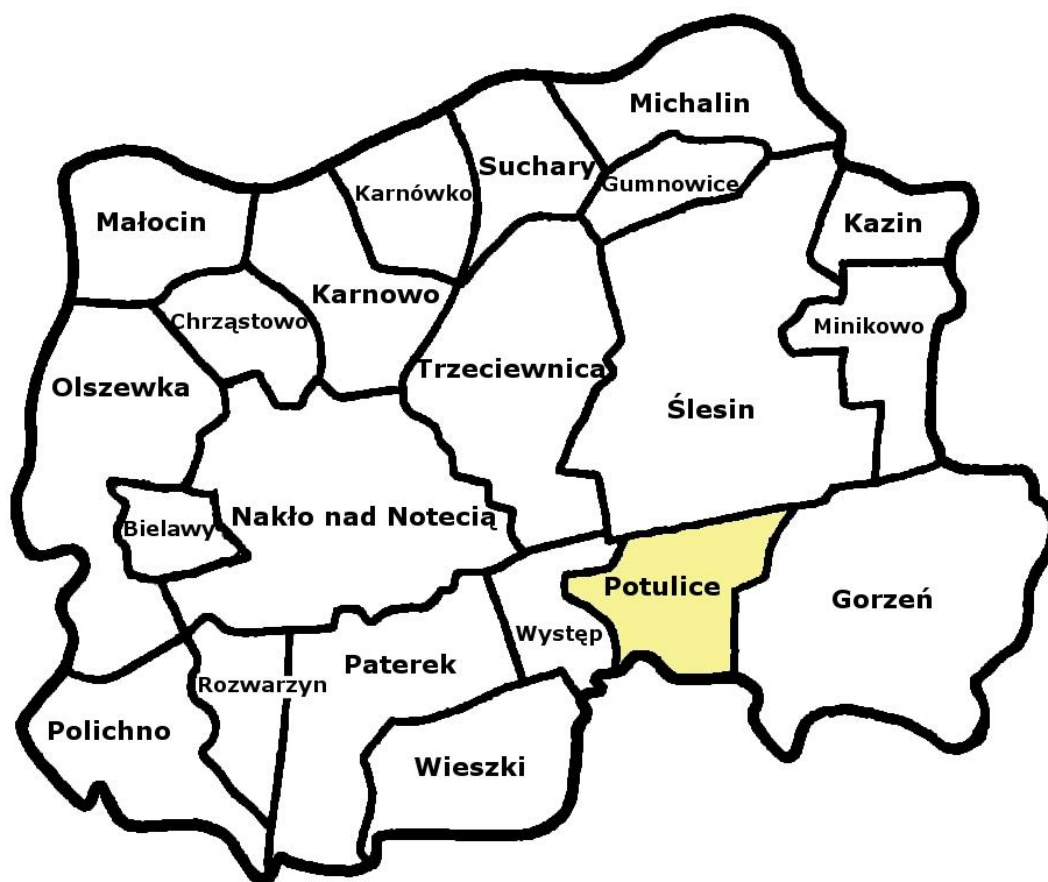 Michalin
Suchary
Gumnowice
Karnówko
Małocin
Kazin
Karnowo
Chrząstowo
Minikowo
Trzeciewnica
Olszewka
Ślesin
Nakło nad Notecią
Bielawy
Potulice
Gorzeń
Występ
Paterek
Rozwarzyn
Polichno
Wieszki